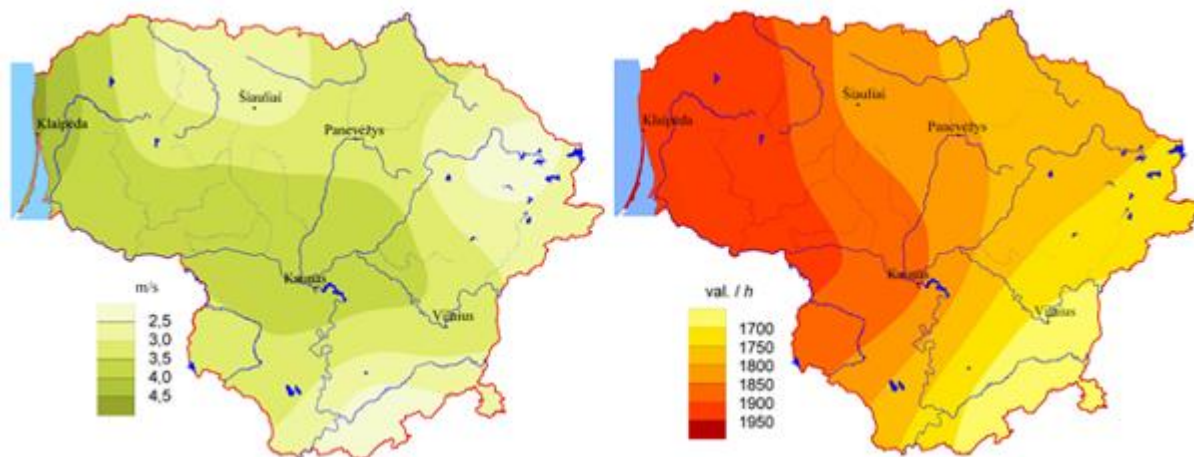 Klaipėda
Šiauliai
Panevėžys
Kaunas
Vilnius
m/s
2,5
3,0
3,5
4,0
4,5
Klaipėda
Šiauliai
Panevėžys
Kaunas
Vilnius
val. / h
1700
1750
1800
1850
1900
1950